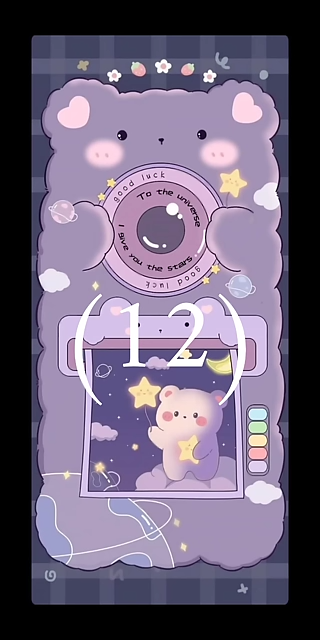 good luck
To the universe
I give you the stars
good luck
(12)